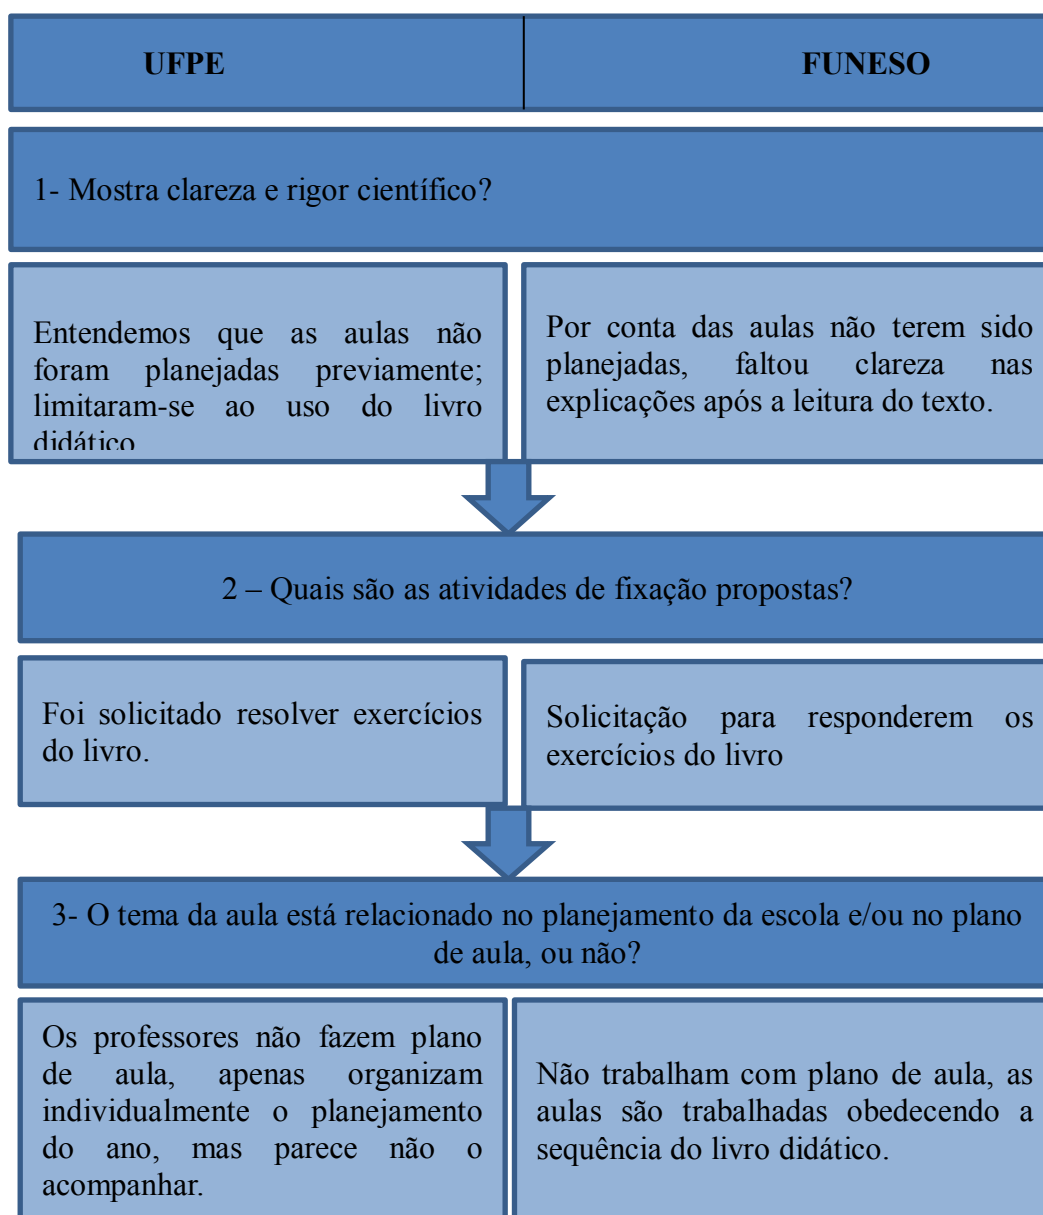 UFPE
FUNESO
1- Mostra clareza e rigor científico?
Entendemos que as aulas não
foram planejadas previamente;
limitaram-se ao uso do livro
didático
Por conta das aulas não terem sido
planejadas, faltou clareza nas
explicações após a leitura do texto.
2 – Quais são as atividades de fixação propostas?
Foi solicitado resolver exercícios
do livro.
Solicitação para responderem os
exercícios do livro
3- O tema da aula está relacionado no planejamento da escola e/ou no plano
de aula, ou não?
Os professores não fazem plano
de aula, apenas organizam
individualmente o planejamento
do ano, mas parece não o
acompanhar.
Não trabalham com plano de aula, as
aulas são trabalhadas obedecendo a
sequência do livro didático.